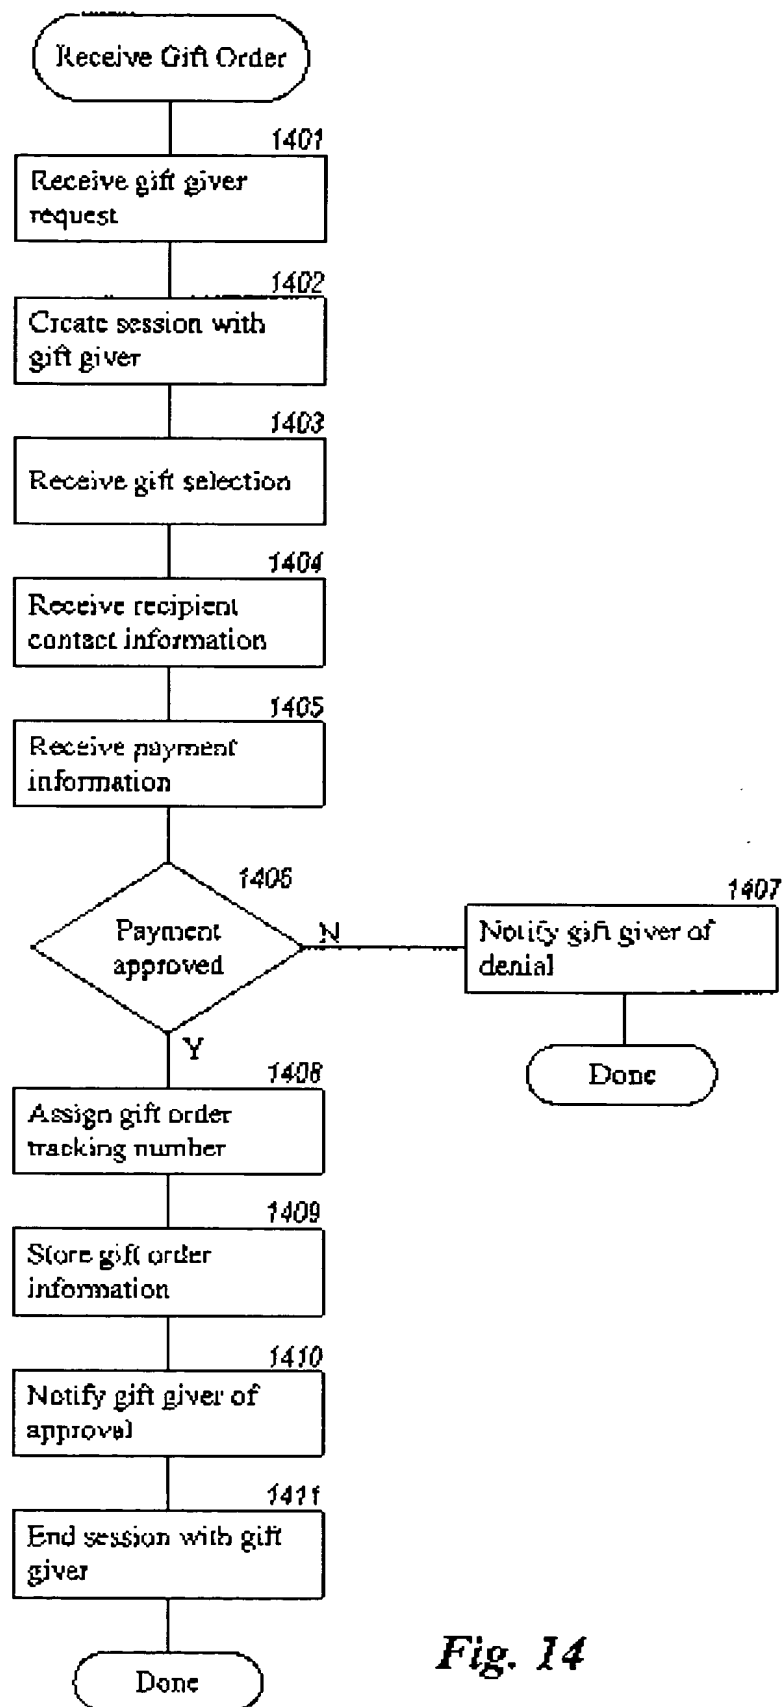 Receive Gift Order
1401
Receive gift giver
request
1402
Create session with
gift giver
1403
Receive gift selection
1404
Receive recipient
contact information
1405
Receive payment
information
1406
Payment
approved
N
1407
Notify gift giver of
denial
Done
Y
1408
Assign gift order
tracking number
1409
Store gift order
information
1410
Notify gift giver of
approval
1411
End session with gift
giver
Done
Fig. 14